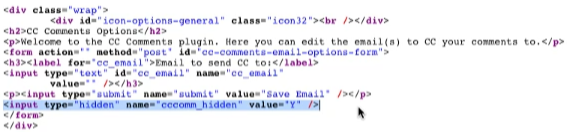 <div class="wrap">
<div id="icon-options-general" class="icon32"><br /></div>
<h2>CC Comments Options</h2>
<p>Welcome to the CC Comments plugin. Here you can edit the email(s) to CC your comments to.</p>
<form action="" method="post" id="cc-comments-email-options-form">
<h3><label for="cc_email">Email to send CC to:</label>
<input type="text" id="cc_email" name="cc_email"
value="" /></h3>
<p><input type="submit" name="submit" value="Save Email" /></p>
<input type="hidden" name="cccomm_hidden" value="Y" />
</form>
</div>